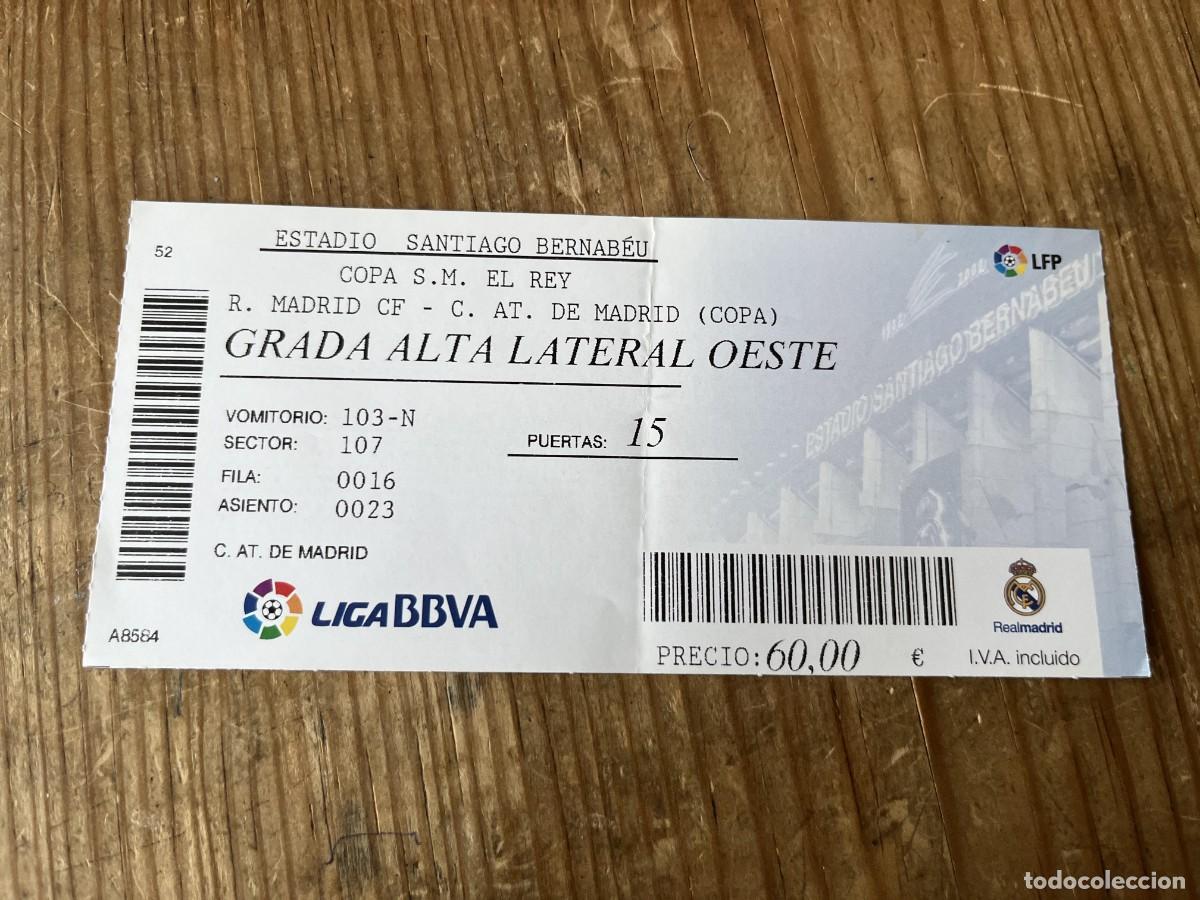 52
ESTADIO SANTIAGO BERNABÉU
COPA S.M. EL REY
R. MADRID CF - C. AT. DE MADRID (COPA)
GRADA ALTA LATERAL OESTE
VOMITORIO: 103-N
SECTOR: 107
PUERTAS: 15
FILA: 0016
ASIENTO: 0023
C. AT. DE MADRID
LIGA BBVA
A8584
PRECIO: 60,00 €
I.V.A. incluido
Realmadrid
LFP
ESTADIO SANTIAGO BERNABEU
todocoleccion